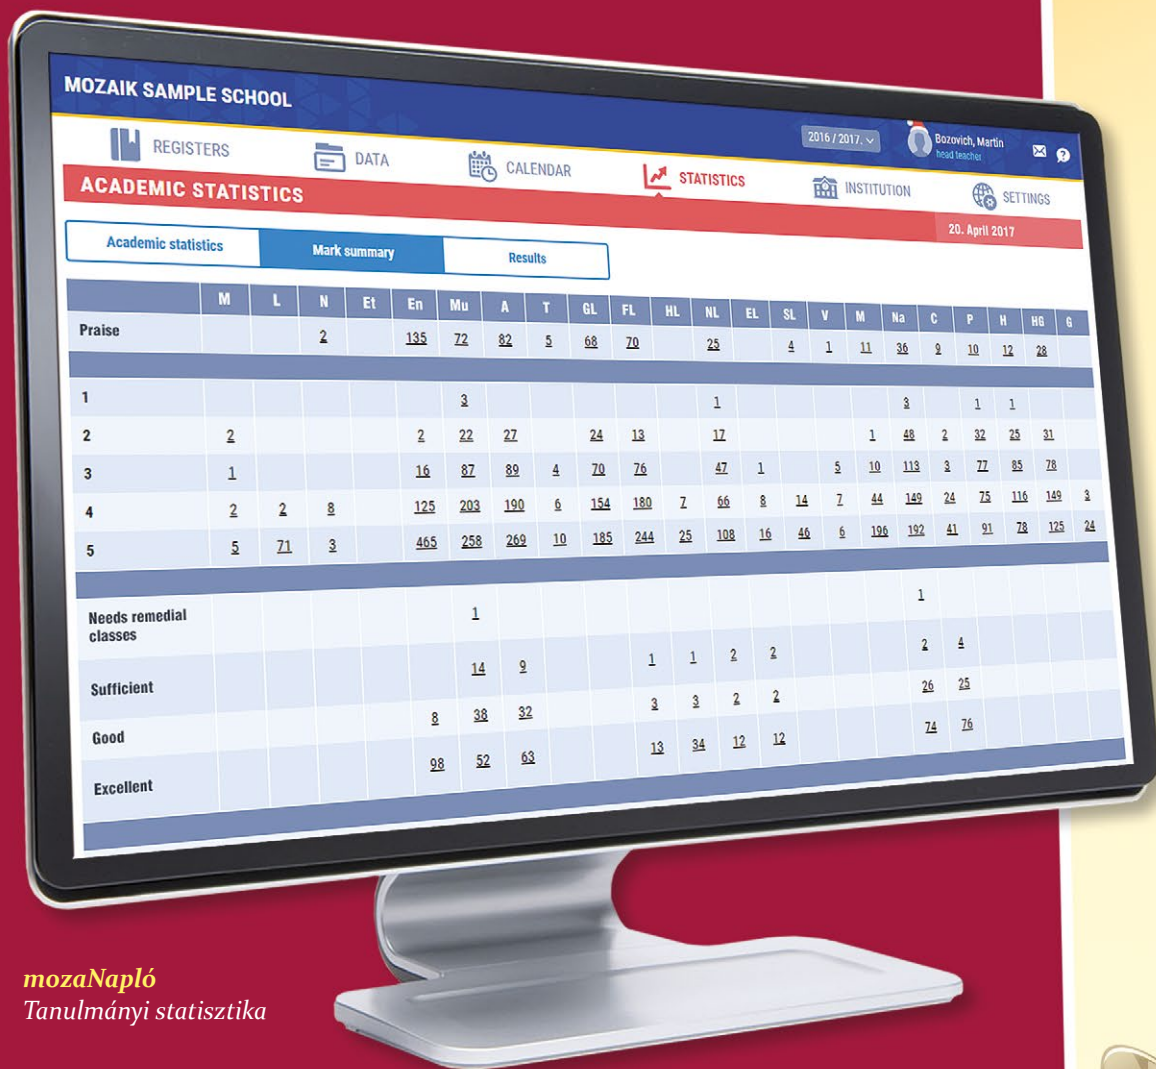 MOZAIK SAMPLE SCHOOL
2016 / 2017.
Bozovich, Martin
head teacher
REGISTERS
DATA
CALENDAR
STATISTICS
INSTITUTION
SETTINGS
ACADEMIC STATISTICS
20. April 2017
Academic statistics Mark summary Results
M L N Et En Mu A T GL FL HL NL EL SL V M Na C P H HG G
Praise 2 135 72 82 5 68 70 25 4 1 11 36 9 10 12 28
1 3 1 3 1 1
2 2 2 22 27 24 13 17 1 48 2 32 25 31
3 1 16 87 89 4 70 76 47 1 5 10 113 3 77 85 78
4 2 2 8 125 203 190 6 154 180 7 66 8 14 7 44 149 24 75 116 149 3
5 5 71 3 465 258 269 10 185 244 25 108 16 46 6 196 192 41 91 78 125 24
Needs remedial
classes 1 1
Sufficient 14 9 1 1 2 2 2 4
Good 8 38 32 3 3 2 2 26 25
Excellent 98 52 63 13 34 12 12 74 76
mozaNapló
Tanulmányi statisztika